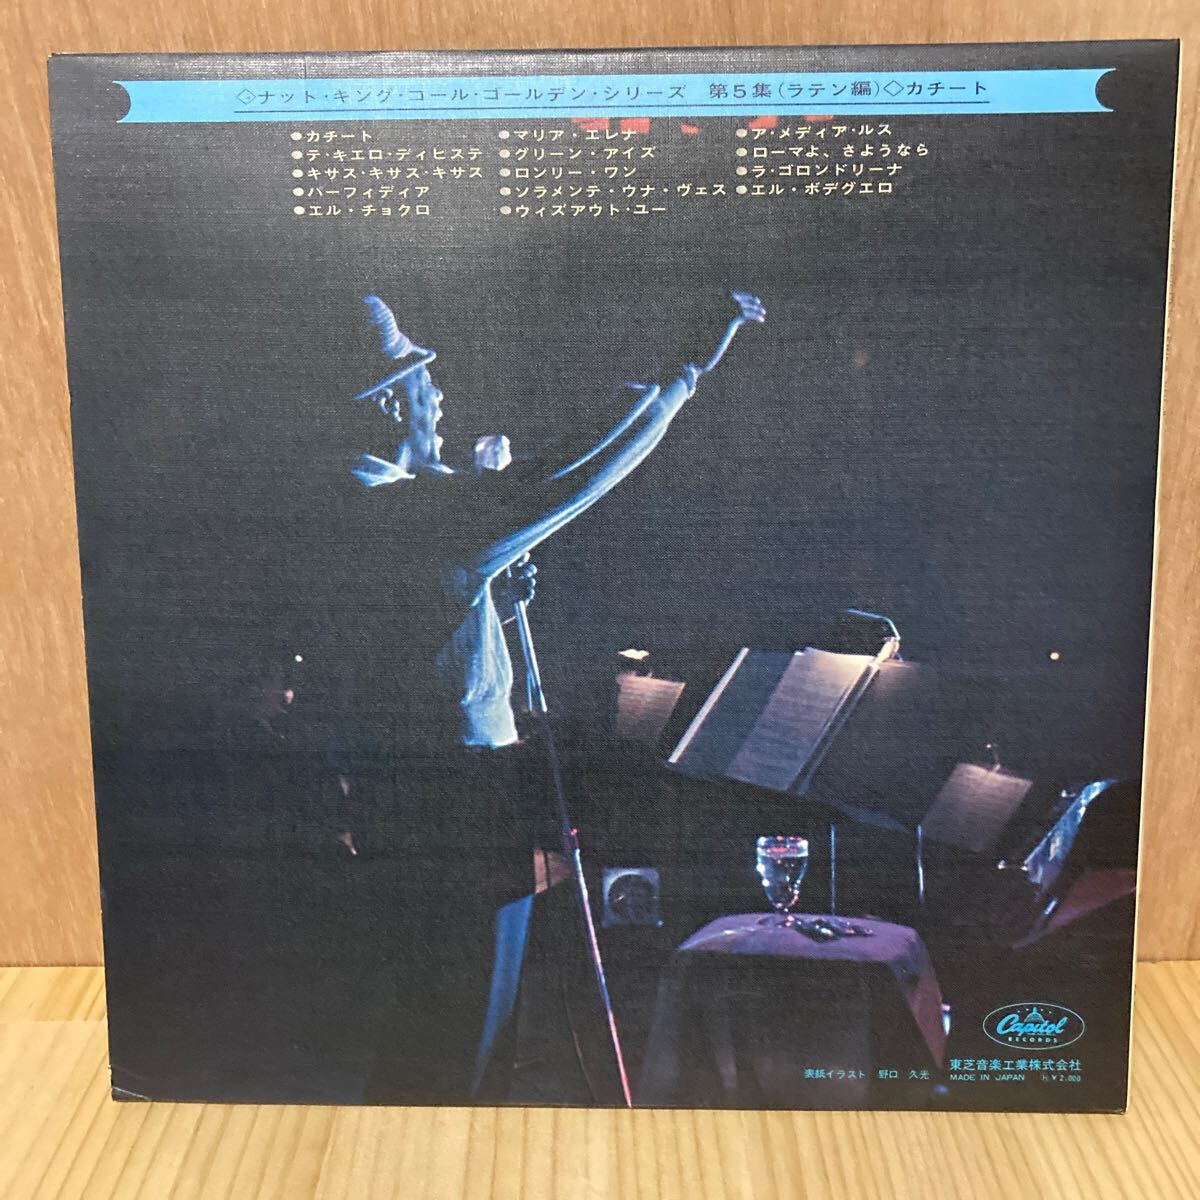 ◇ナット・キング・コール・ゴールデン・シリーズ 第5集(ラテン編)◇カチート
●カチート
●テ・キエロ・ディヒステ
●キサス・キサス・キサス
●パーフィディア
●エル・チョクロ
●マリア・エレナ
●グリーン・アイズ
●ロンリー・ワン
●ソラメンテ・ウナ・ヴェス
●ウィズアウト・ユー
●ア・メディア・ルス
●ローマよ、さようなら
●ラ・ゴロンドリーナ
●エル・ボデグエロ
Capitol
RECORDS
東芝音楽工業株式会社
表紙イラスト 野口 久光
MADE IN JAPAN Ⓗ¥2,000